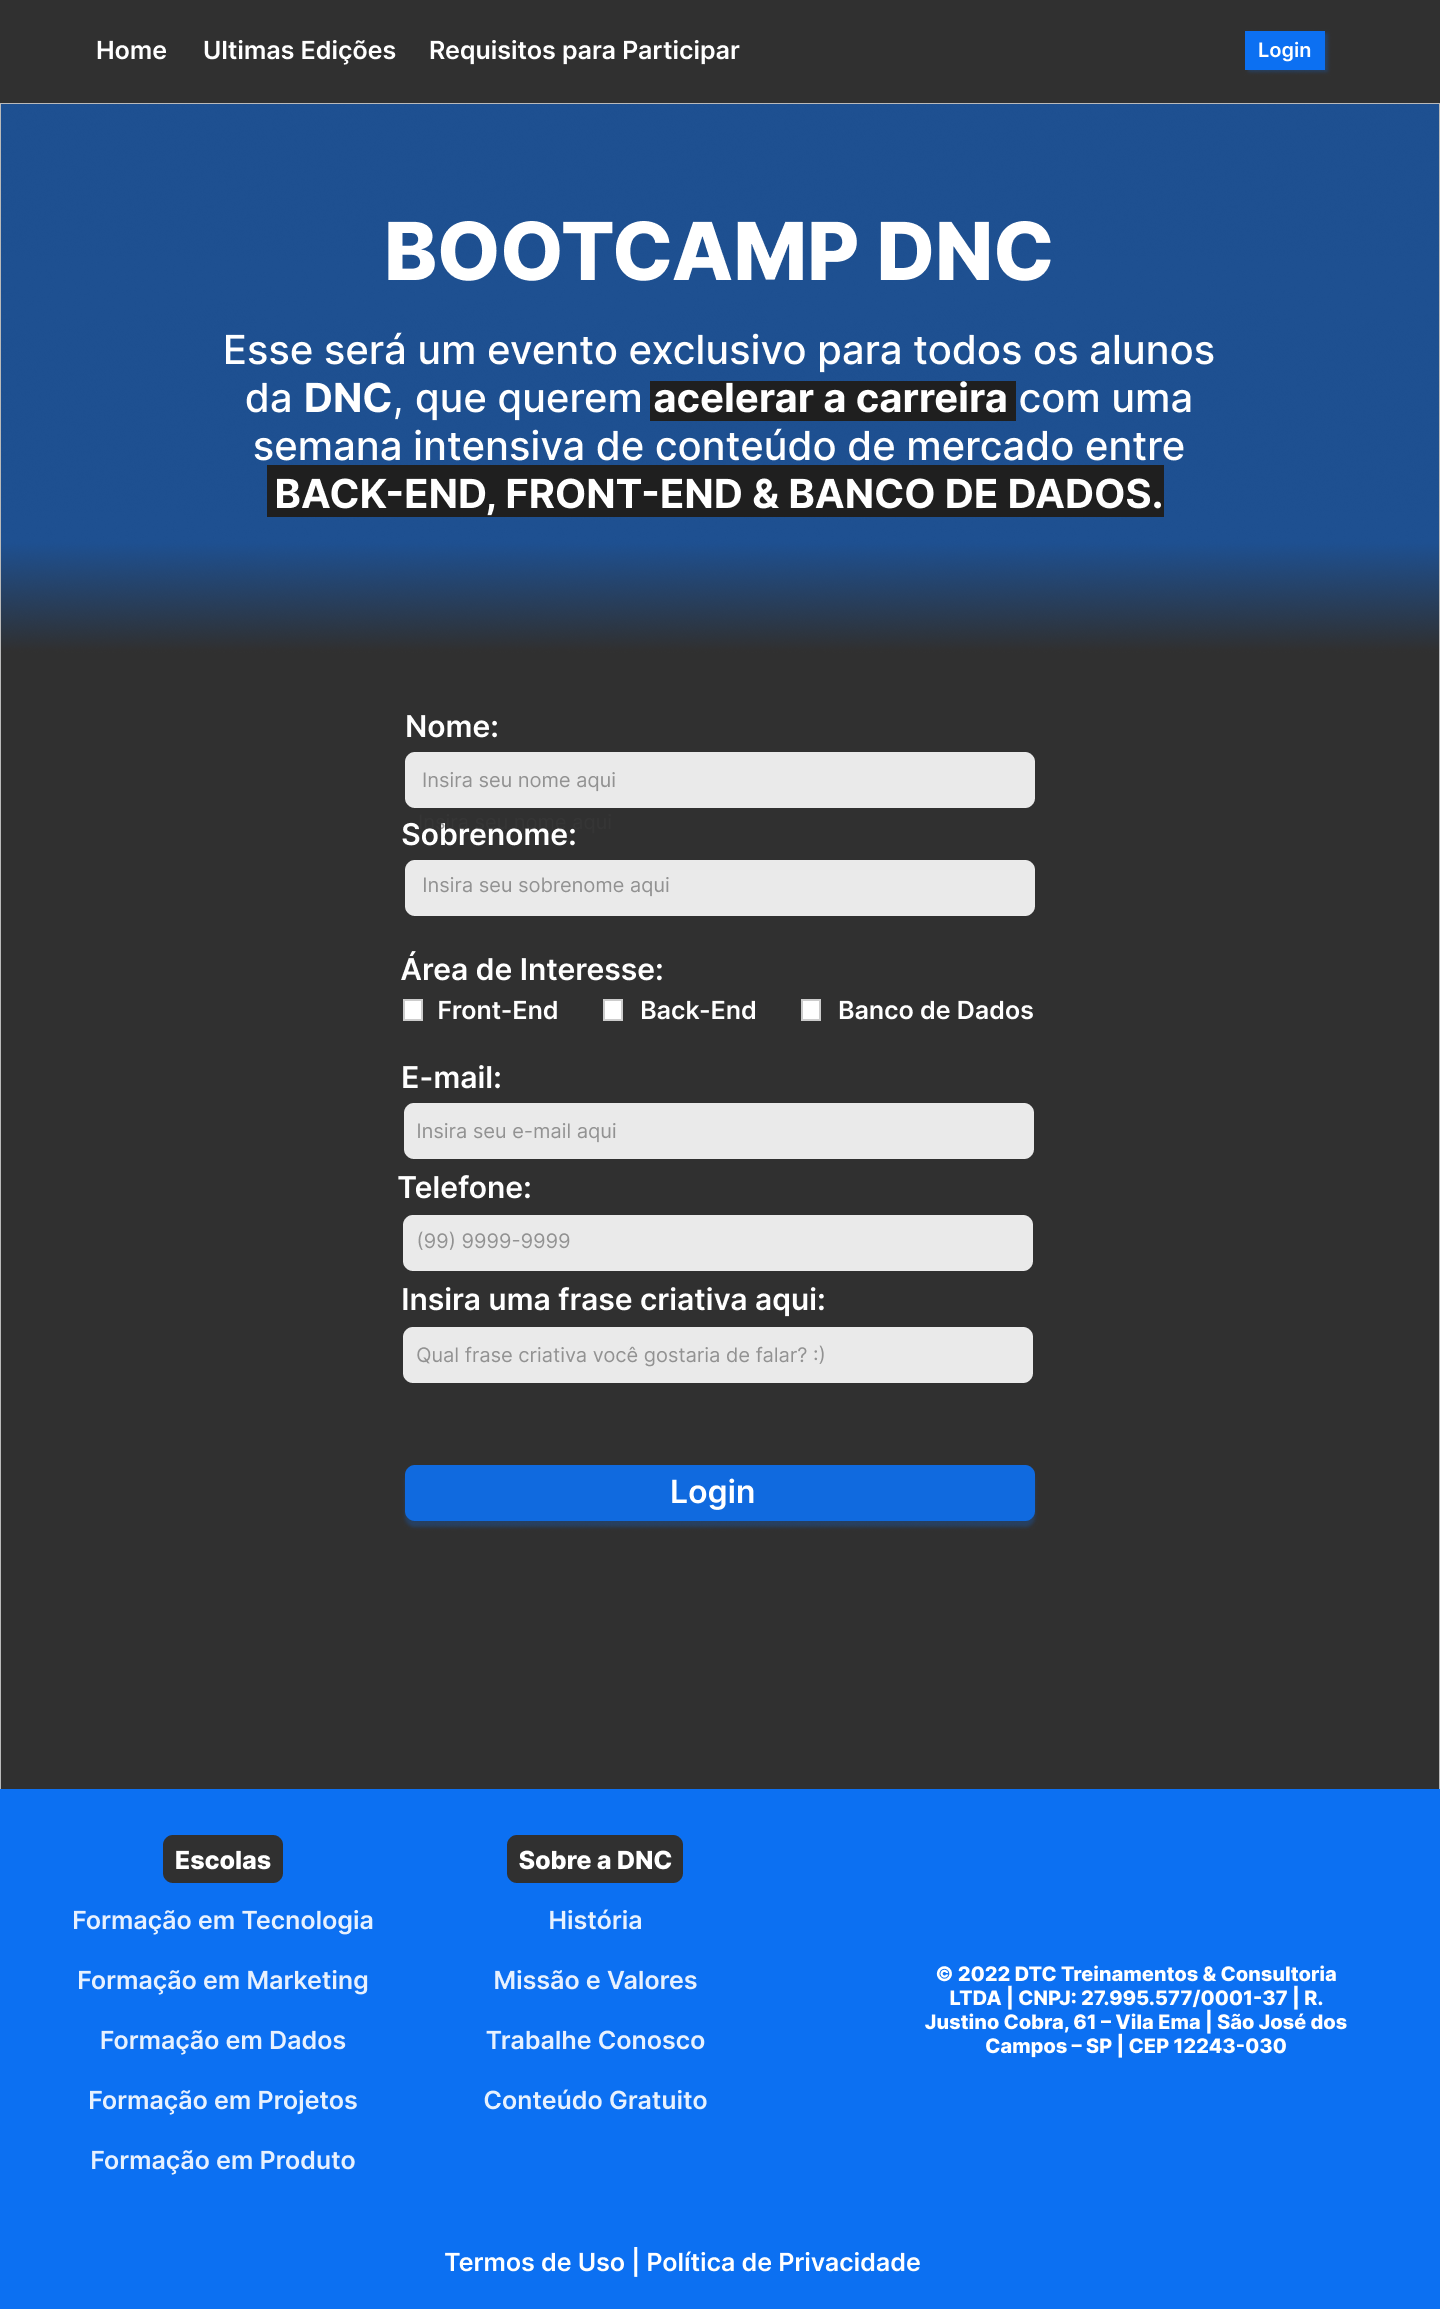 Home Ultimas Edições Requisitos para Participar Login
BOOTCAMP DNC
Esse será um evento exclusivo para todos os alunos
da DNC, que querem acelerar a carreira com uma
semana intensiva de conteúdo de mercado entre
BACK-END, FRONT-END & BANCO DE DADOS.
Nome:
Insira seu nome aqui
Insira seu nome aqui
Sobrenome:
Insira seu sobrenome aqui
Área de Interesse:
Front-End Back-End Banco de Dados
E-mail:
Insira seu e-mail aqui
Telefone:
(99) 9999-9999
Insira uma frase criativa aqui:
Qual frase criativa você gostaria de falar? :)
Login
Escolas
Formação em Tecnologia
Formação em Marketing
Formação em Dados
Formação em Projetos
Formação em Produto
Sobre a DNC
História
Missão e Valores
Trabalhe Conosco
Conteúdo Gratuito
© 2022 DTC Treinamentos & Consultoria
LTDA | CNPJ: 27.995.577/0001-37 | R.
Justino Cobra, 61 – Vila Ema | São José dos
Campos – SP | CEP 12243-030
Termos de Uso | Política de Privacidade